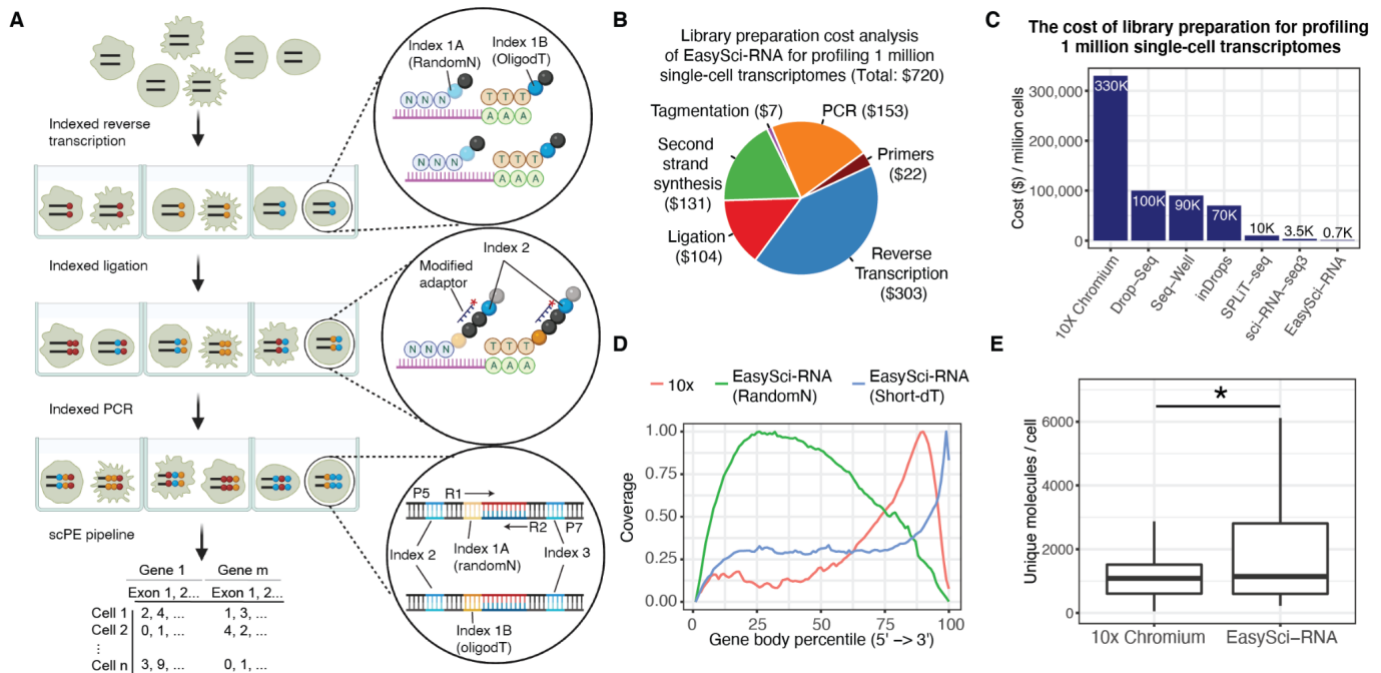 A
Indexed reverse
transcription
Indexed ligation
Indexed PCR
scPE pipeline
Gene 1 Gene m
Exon 1, 2... Exon 1, 2...
Cell 1 2, 4, ... 1, 3, ...
Cell 2 0, 1, ... 4, 2, ...
⋮
Cell n 3, 9, ... 0, 1, ...
Index 1A
(RandomN)
Index 1B
(OligodT)
N N N T T T
A A A
N N N T T T
A A A
Index 2
Modified
adaptor
N N N T T T
A A A
P5 R1
R2 P7
Index 2
Index 1A
(randomN)
Index 3
Index 1B
(oligodT)
B
Library preparation cost analysis
of EasySci-RNA for profiling 1 million
single-cell transcriptomes (Total: $720)
Tagmentation ($7)
PCR ($153)
Second
strand
synthesis
($131)
Primers
($22)
Ligation
($104)
Reverse
Transcription
($303)
C
The cost of library preparation for profiling
1 million single-cell transcriptomes
Cost ($) / million cells
300,000
200,000
100,000
0
330K
100K
90K
70K
10K
3.5K
0.7K
10X Chromium
Drop-Seq
Seq-Well
inDrops
SPLiT-seq
sci-RNA-seq3
EasySci-RNA
D
10x
EasySci-RNA
(RandomN)
EasySci-RNA
(Short-dT)
Coverage
1.00
0.75
0.50
0.25
0.00
0 25 50 75 100
Gene body percentile (5' -> 3')
E
*
Unique molecules / cell
6000
4000
2000
0
10x Chromium EasySci-RNA